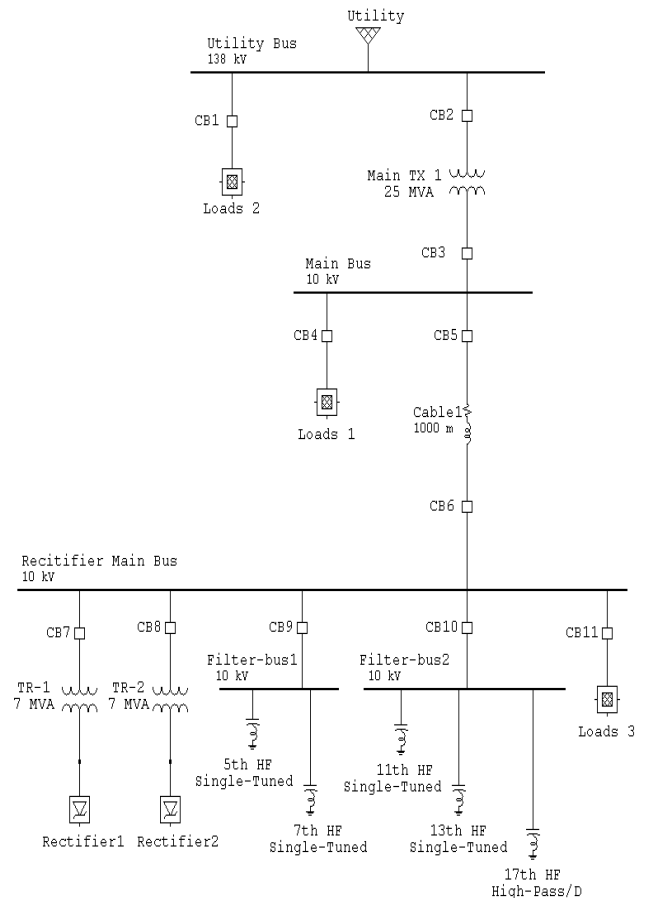 Utility
Utility Bus
138 kV
CB1
CB2
Loads 2
Main TX 1
25 MVA
CB3
Main Bus
10 kV
CB4
CB5
Loads 1
Cable1
1000 m
CB6
Recitifier Main Bus
10 kV
CB7
CB8
CB9
CB10
CB11
Filter-bus1
10 kV
Filter-bus2
10 kV
TR-1
7 MVA
TR-2
7 MVA
Loads 3
5th HF
Single-Tuned
11th HF
Single-Tuned
Rectifier1
Rectifier2
7th HF
Single-Tuned
13th HF
Single-Tuned
17th HF
High-Pass/D